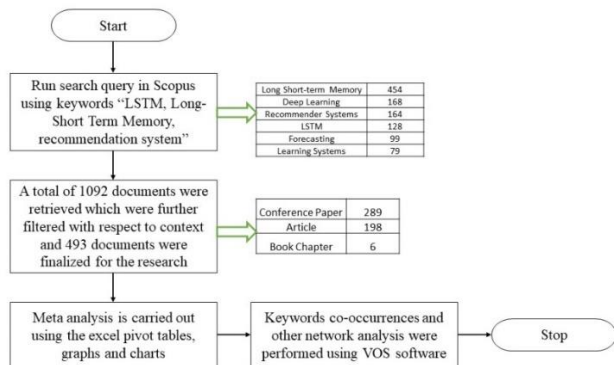 Start
Run search query in Scopus
using keywords “LSTM, Long-
Short Term Memory,
recommendation system”
Long Short-term Memory 454
Deep Learning 168
Recommender Systems 164
LSTM 128
Forecasting 99
Learning Systems 79
A total of 1092 documents were
retrieved which were further
filtered with respect to context
and 493 documents were
finalized for the research
Conference Paper 289
Article 198
Book Chapter 6
Meta analysis is carried out
using the excel pivot tables,
graphs and charts
Keywords co-occurrences and
other network analysis were
performed using VOS software
Stop